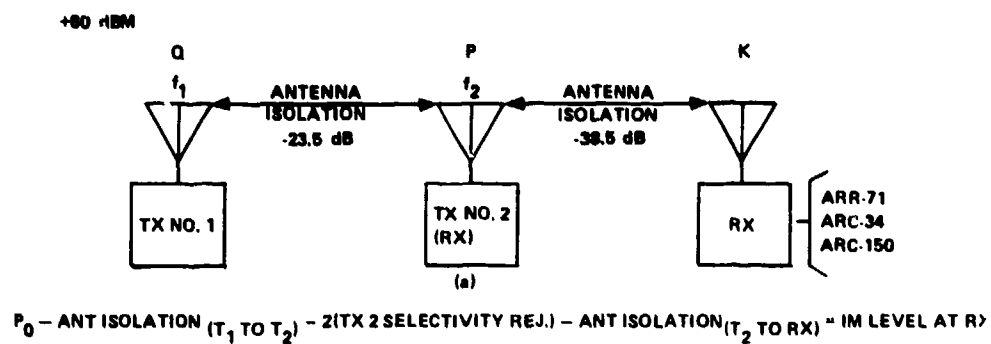 +60 dBM
Q P K
f1 ANTENNA f2 ANTENNA
ISOLATION ISOLATION
-23.5 dB -38.5 dB
TX NO. 1 TX NO. 2 RX ARR-71
(RX) ARC-34
ARC-150
(a)
P0 – ANT ISOLATION (T1 TO T2) – 2(TX 2 SELECTIVITY REJ.) – ANT ISOLATION (T2 TO RX) = IM LEVEL AT RX